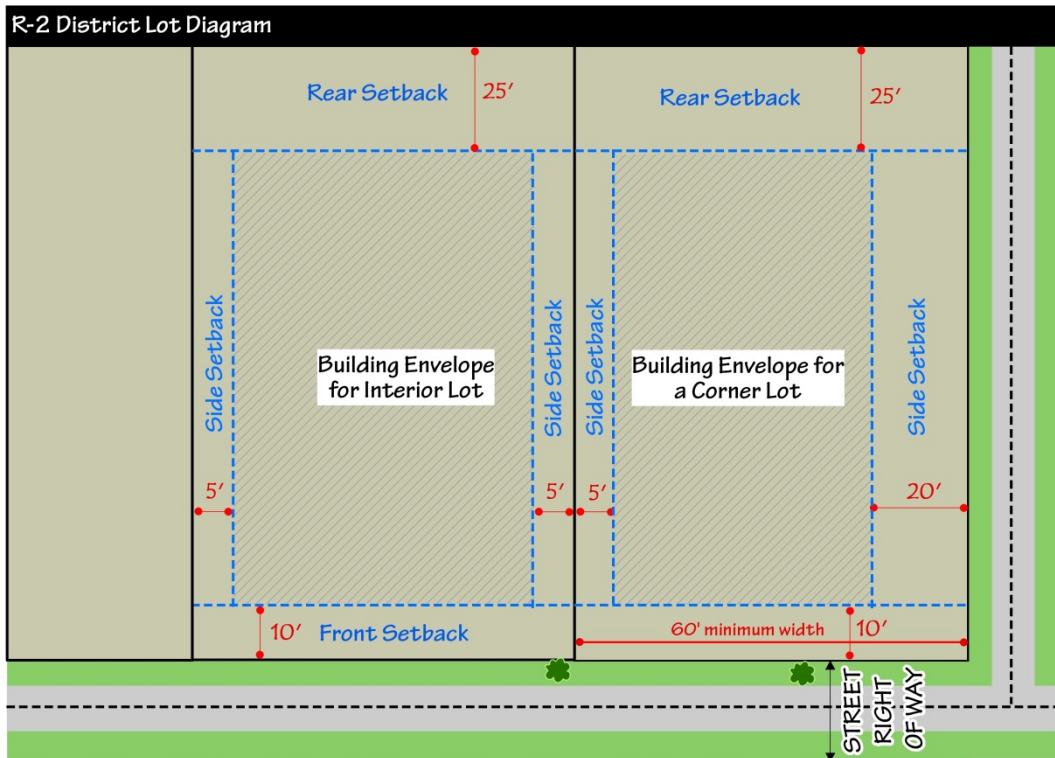 R-2 District Lot Diagram
Rear Setback
25'
Rear Setback
25'
Side Setback
Building Envelope
for Interior Lot
Side Setback
Side Setback
Building Envelope for
a Corner Lot
Side Setback
5'
5'
5'
20'
10'
Front Setback
60' minimum width
10'
STREET
RIGHT
OF WAY